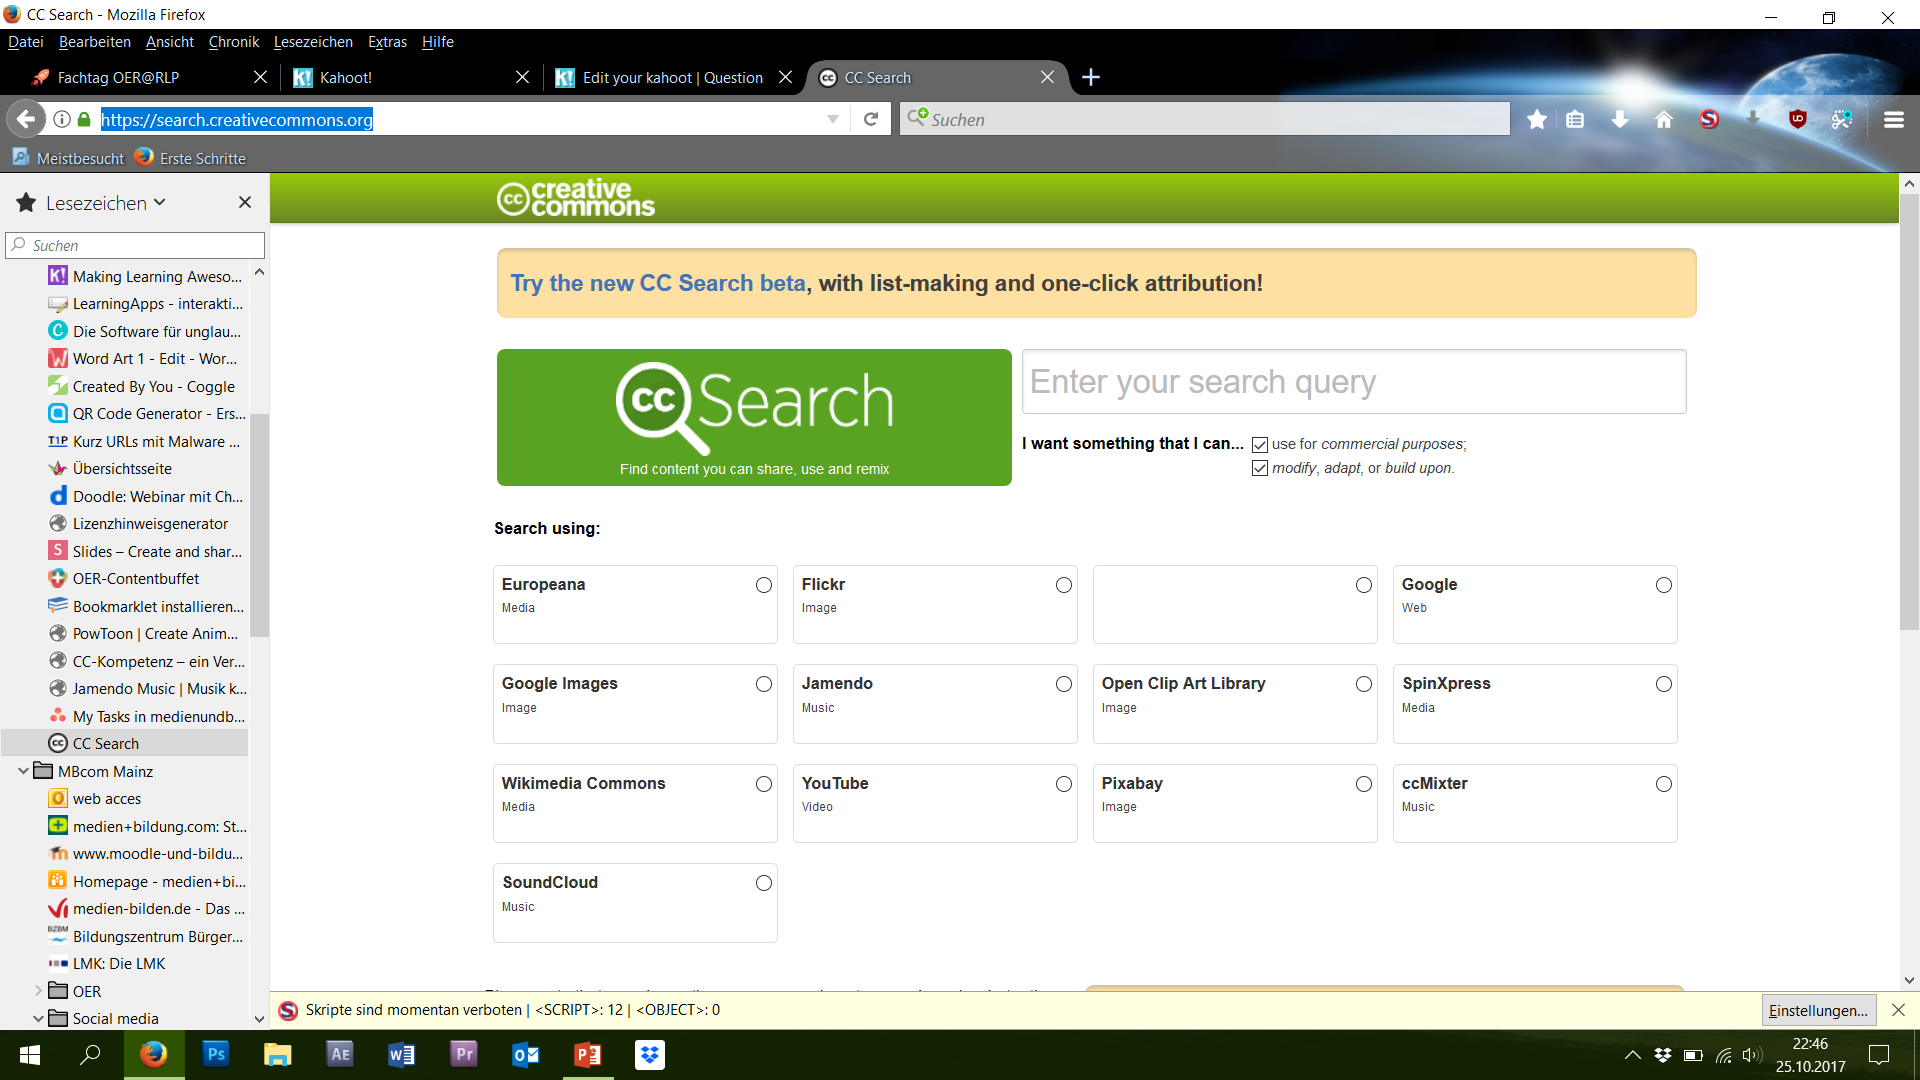 CC Search - Mozilla Firefox
Datei Bearbeiten Ansicht Chronik Lesezeichen Extras Hilfe
Fachtag OER@RLP
Kahoot!
Edit your kahoot | Question
CC Search
https://search.creativecommons.org
Suchen
Meistbesucht
Erste Schritte
Lesezeichen
Suchen
Making Learning Aweso...
LearningApps - interakti...
Die Software für unglau...
Word Art 1 - Edit - Wor...
Created By You - Coggle
QR Code Generator - Ers...
T1P Kurz URLs mit Malware ...
Übersichtsseite
Doodle: Webinar mit Ch...
Lizenzhinweisgenerator
Slides – Create and shar...
OER-Contentbuffet
Bookmarklet installieren...
PowToon | Create Anim...
CC-Kompetenz – ein Ver...
Jamendo Music | Musik k...
My Tasks in medienundb...
CC Search
MBcom Mainz
web acces
medien+bildung.com: St...
www.moodle-und-bildu...
Homepage - medien+bi...
medien-bilden.de - Das ...
BZBM Bildungszentrum Bürger...
LMK: Die LMK
OER
Social media
cc creative commons
Try the new CC Search beta, with list-making and one-click attribution!
cc Search
Find content you can share, use and remix
Enter your search query
I want something that I can... use for commercial purposes;
modify, adapt, or build upon.
Search using:
Europeana
Media
Flickr
Image
Google
Web
Google Images
Image
Jamendo
Music
Open Clip Art Library
Image
SpinXpress
Media
Wikimedia Commons
Media
YouTube
Video
Pixabay
Image
ccMixter
Music
SoundCloud
Music
Skripte sind momentan verboten | <SCRIPT>: 12 | <OBJECT>: 0
Einstellungen...
Ps
AE
Pr
22:46
25.10.2017